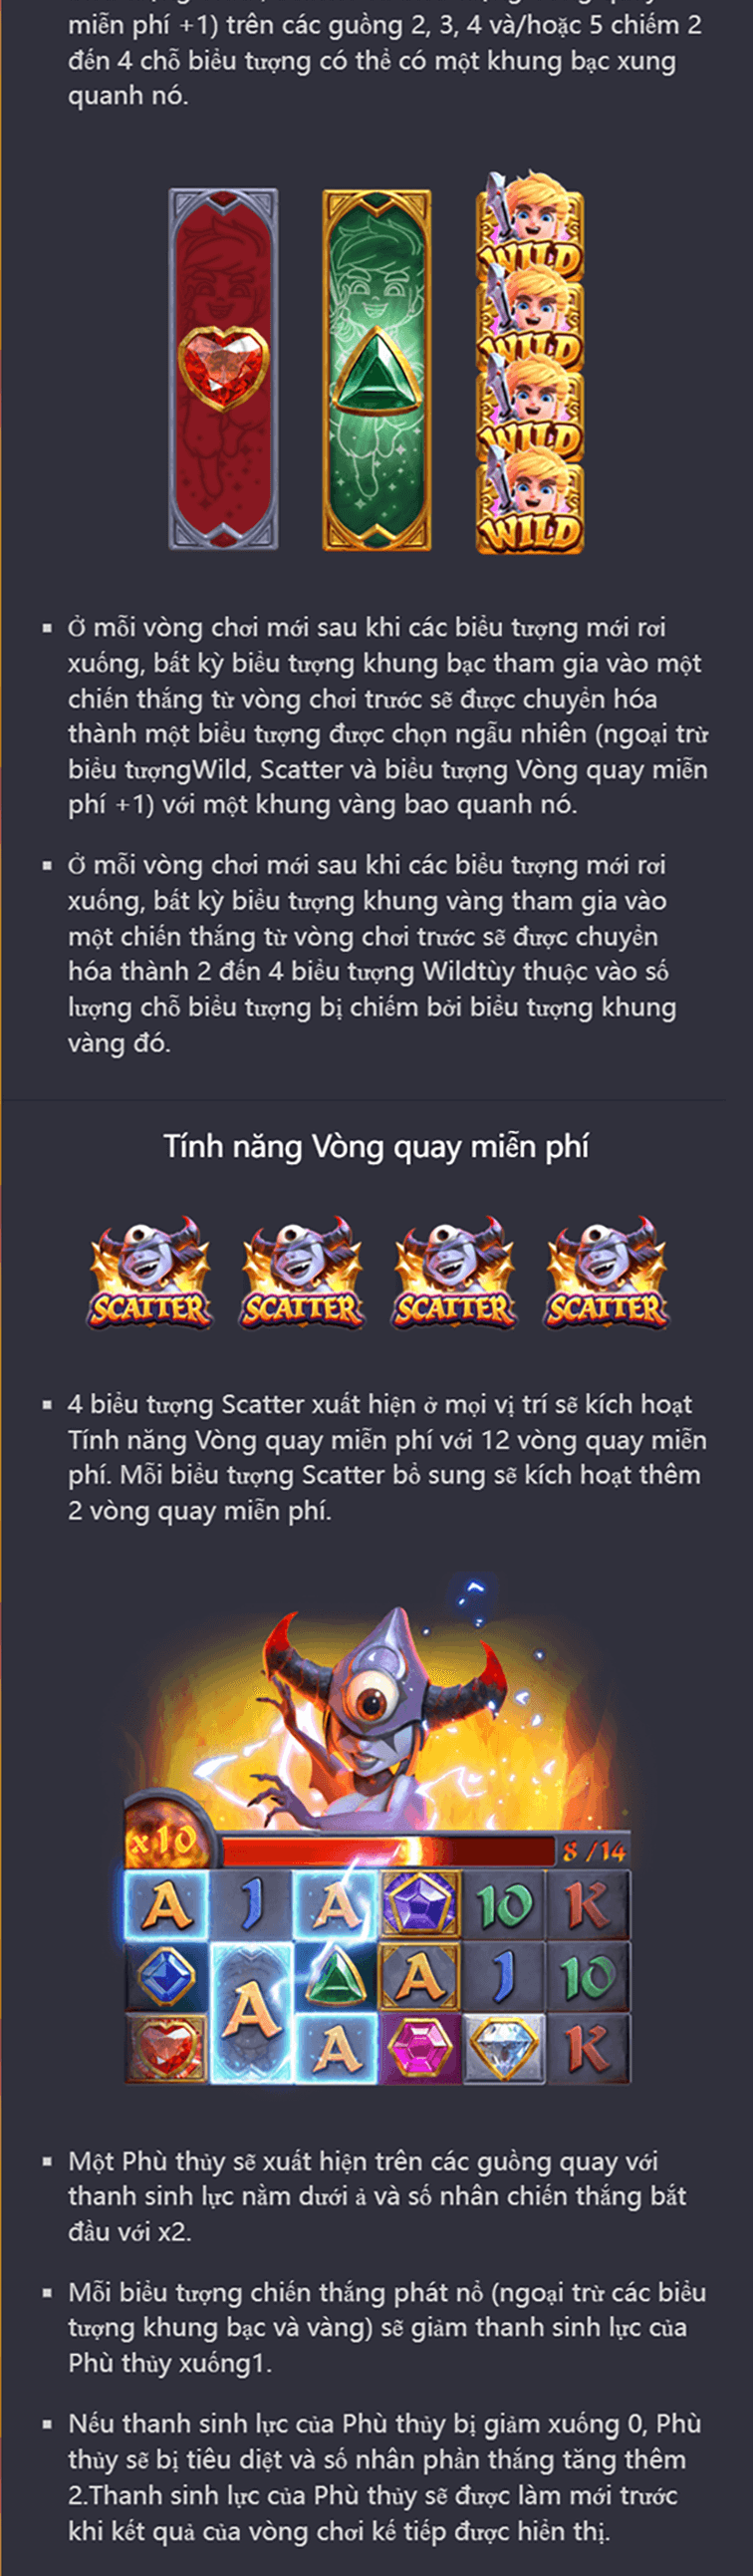 miễn phí +1) trên các guồng 2, 3, 4 và/hoặc 5 chiếm 2
đến 4 chỗ biểu tượng có thể có một khung bạc xung
quanh nó.
WILD
WILD
WILD
WILD
Ở mỗi vòng chơi mới sau khi các biểu tượng mới rơi
xuống, bất kỳ biểu tượng khung bạc tham gia vào một
chiến thắng từ vòng chơi trước sẽ được chuyển hóa
thành một biểu tượng được chọn ngẫu nhiên (ngoại trừ
biểu tượngWild, Scatter và biểu tượng Vòng quay miễn
phí +1) với một khung vàng bao quanh nó.
Ở mỗi vòng chơi mới sau khi các biểu tượng mới rơi
xuống, bất kỳ biểu tượng khung vàng tham gia vào
một chiến thắng từ vòng chơi trước sẽ được chuyển
hóa thành 2 đến 4 biểu tượng Wildtùy thuộc vào số
lượng chỗ biểu tượng bị chiếm bởi biểu tượng khung
vàng đó.
Tính năng Vòng quay miễn phí
SCATTER SCATTER SCATTER SCATTER
4 biểu tượng Scatter xuất hiện ở mọi vị trí sẽ kích hoạt
Tính năng Vòng quay miễn phí với 12 vòng quay miễn
phí. Mỗi biểu tượng Scatter bổ sung sẽ kích hoạt thêm
2 vòng quay miễn phí.
x10 8/14
A J A 10 K
A A J 10
A K
Một Phù thủy sẽ xuất hiện trên các guồng quay với
thanh sinh lực nằm dưới ả và số nhân chiến thắng bắt
đầu với x2.
Mỗi biểu tượng chiến thắng phát nổ (ngoại trừ các biểu
tượng khung bạc và vàng) sẽ giảm thanh sinh lực của
Phù thủy xuống1.
Nếu thanh sinh lực của Phù thủy bị giảm xuống 0, Phù
thủy sẽ bị tiêu diệt và số nhân phần thắng tăng thêm
2.Thanh sinh lực của Phù thủy sẽ được làm mới trước
khi kết quả của vòng chơi kế tiếp được hiển thị.